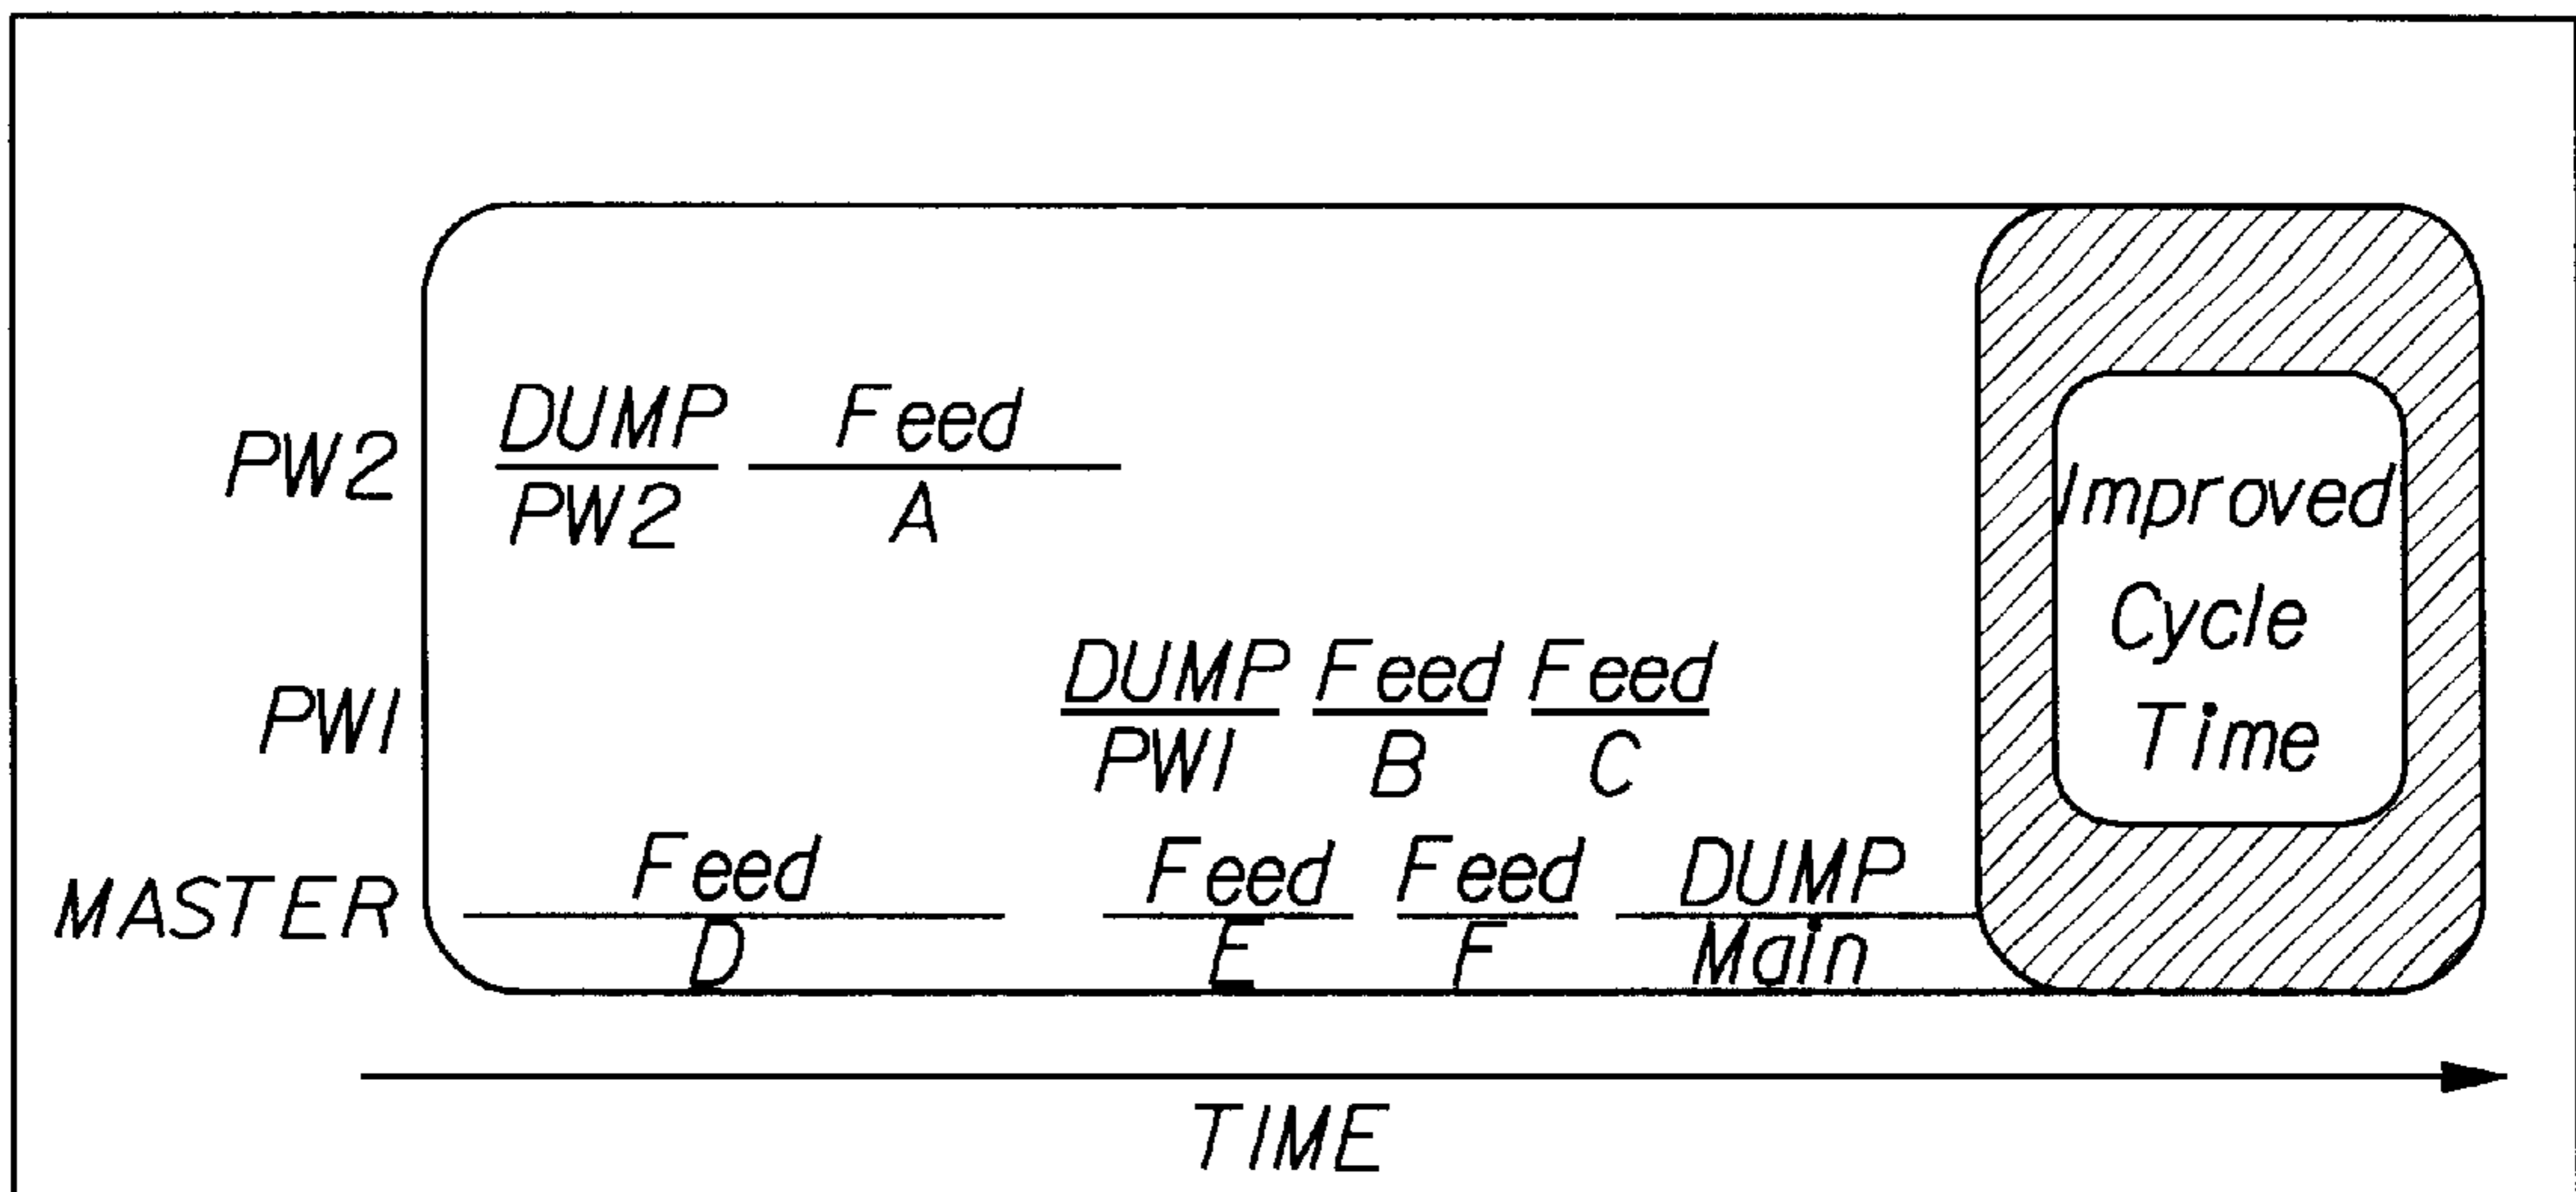 DUMP Feed
PW2
PW2 A
Improved
Cycle
Time
DUMP Feed Feed
PW1
PW1 B C
Feed Feed Feed DUMP
MASTER
D E F Main
TIME